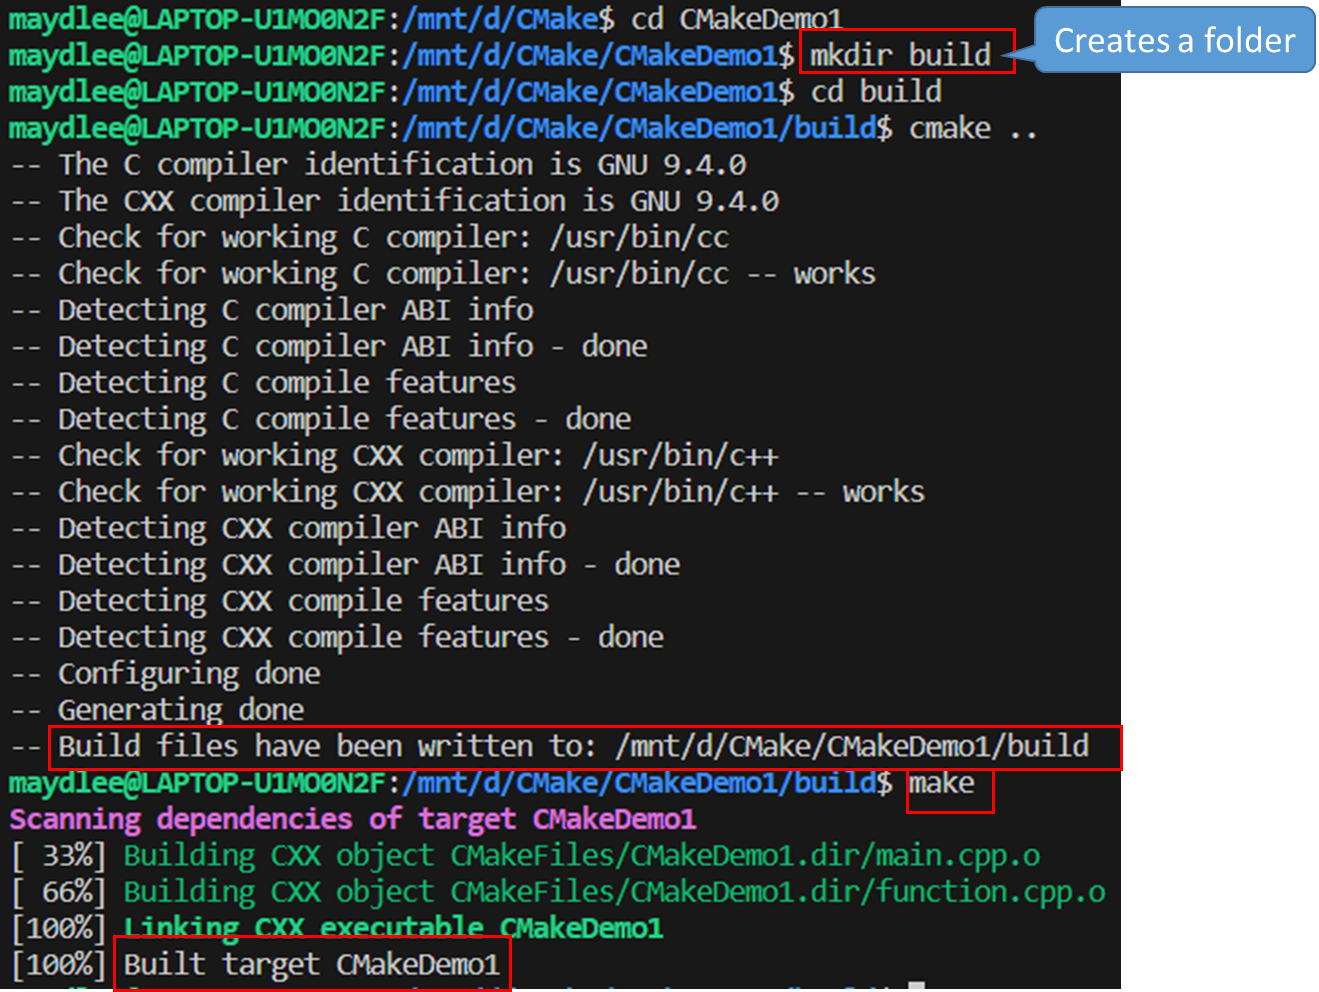 maydlee@LAPTOP-U1MO0N2F:/mnt/d/CMake$ cd CMakeDemo1
maydlee@LAPTOP-U1MO0N2F:/mnt/d/CMake/CMakeDemo1$ mkdir build
Creates a folder
maydlee@LAPTOP-U1MO0N2F:/mnt/d/CMake/CMakeDemo1$ cd build
maydlee@LAPTOP-U1MO0N2F:/mnt/d/CMake/CMakeDemo1/build$ cmake ..
-- The C compiler identification is GNU 9.4.0
-- The CXX compiler identification is GNU 9.4.0
-- Check for working C compiler: /usr/bin/cc
-- Check for working C compiler: /usr/bin/cc -- works
-- Detecting C compiler ABI info
-- Detecting C compiler ABI info - done
-- Detecting C compile features
-- Detecting C compile features - done
-- Check for working CXX compiler: /usr/bin/c++
-- Check for working CXX compiler: /usr/bin/c++ -- works
-- Detecting CXX compiler ABI info
-- Detecting CXX compiler ABI info - done
-- Detecting CXX compile features
-- Detecting CXX compile features - done
-- Configuring done
-- Generating done
-- Build files have been written to: /mnt/d/CMake/CMakeDemo1/build
maydlee@LAPTOP-U1MO0N2F:/mnt/d/CMake/CMakeDemo1/build$ make
Scanning dependencies of target CMakeDemo1
[ 33%] Building CXX object CMakeFiles/CMakeDemo1.dir/main.cpp.o
[ 66%] Building CXX object CMakeFiles/CMakeDemo1.dir/function.cpp.o
[100%] Linking CXX executable CMakeDemo1
[100%] Built target CMakeDemo1